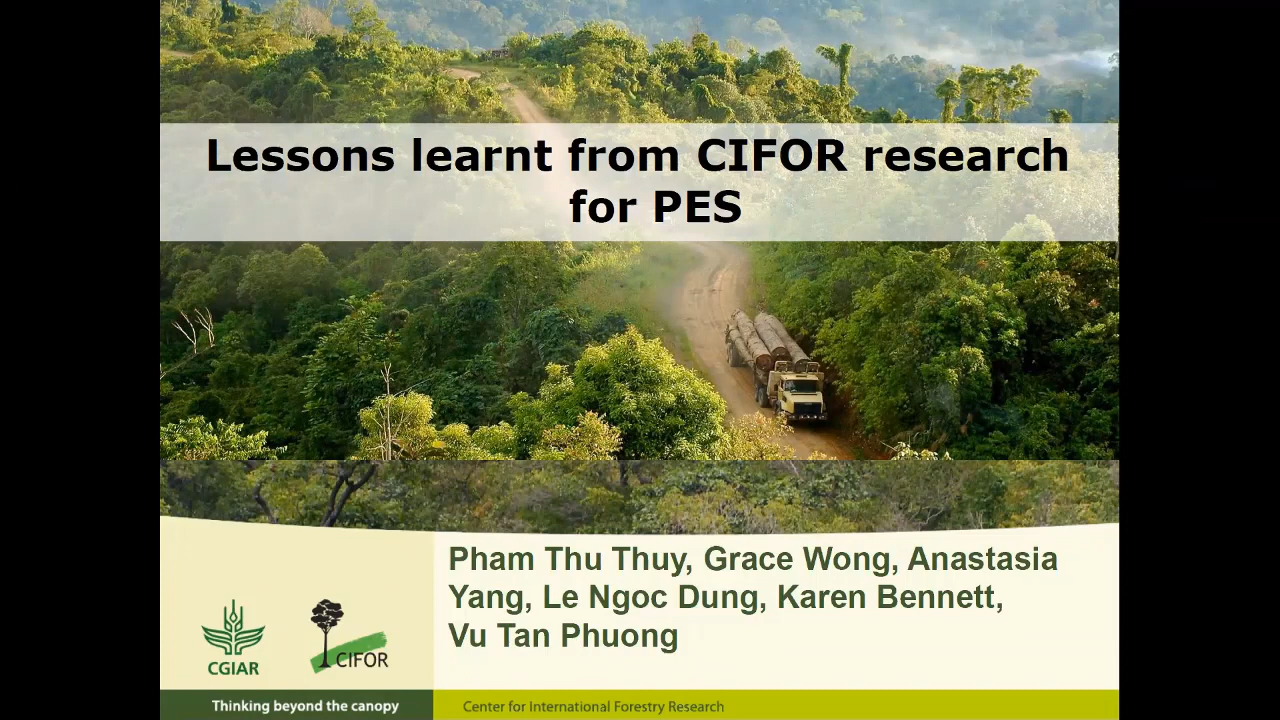 Lessons learnt from CIFOR research
for PES
Pham Thu Thuy, Grace Wong, Anastasia
Yang, Le Ngoc Dung, Karen Bennett,
Vu Tan Phuong
CGIAR
CIFOR
Thinking beyond the canopy
Center for International Forestry Research